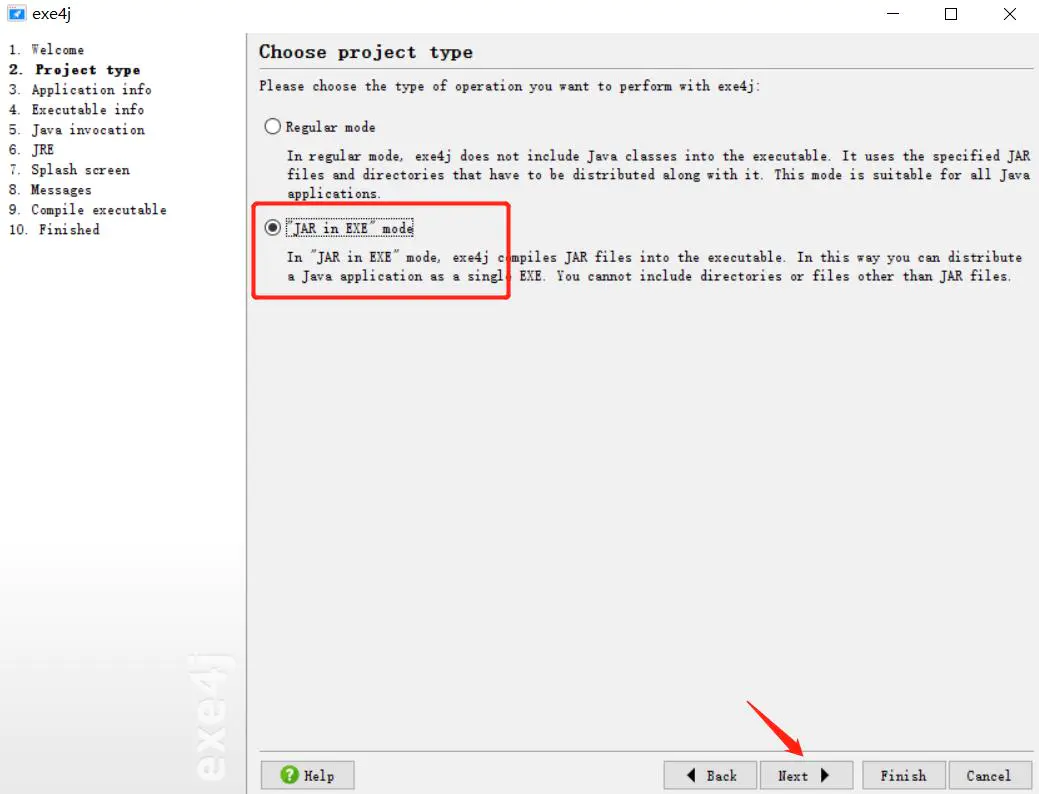 exe4j
1. Welcome
2. Project type
3. Application info
4. Executable info
5. Java invocation
6. JRE
7. Splash screen
8. Messages
9. Compile executable
10. Finished
Choose project type
Please choose the type of operation you want to perform with exe4j:
Regular mode
In regular mode, exe4j does not include Java classes into the executable. It uses the specified JAR
files and directories that have to be distributed along with it. This mode is suitable for all Java
applications.
"JAR in EXE" mode
In "JAR in EXE" mode, exe4j compiles JAR files into the executable. In this way you can distribute
a Java application as a single EXE. You cannot include directories or files other than JAR files.
exe4j
Help
Back
Next
Finish
Cancel